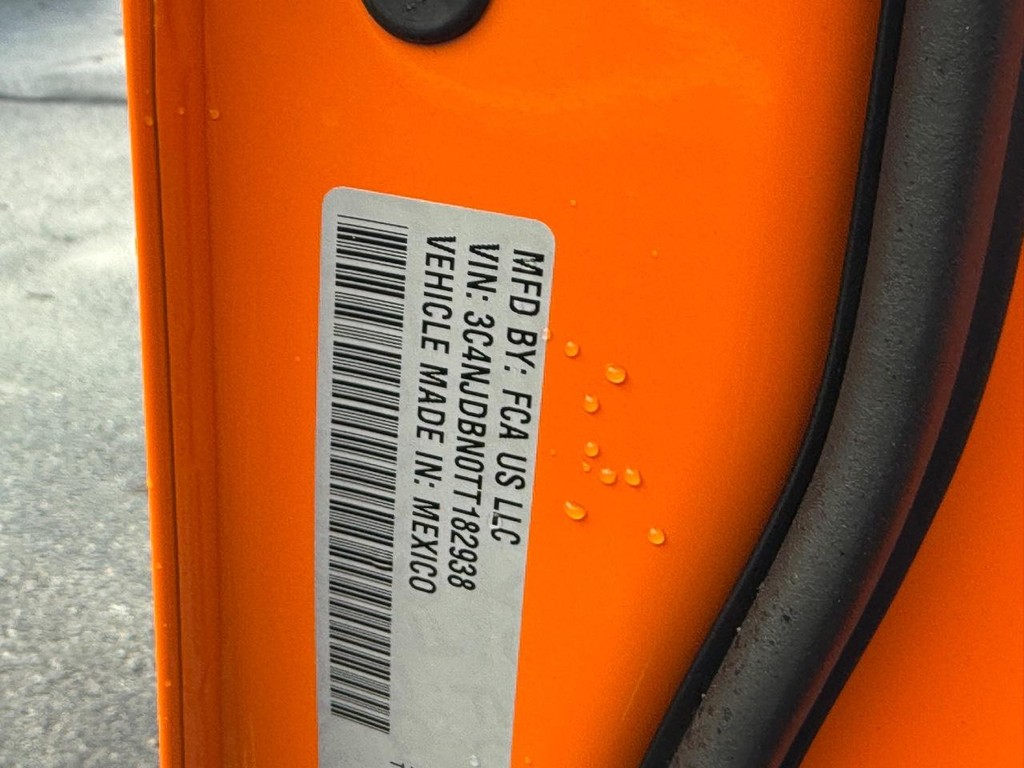 MFD BY: FCA US LLC
VIN: 3C4NJDBN0TT182938
VEHICLE MADE IN: MEXICO